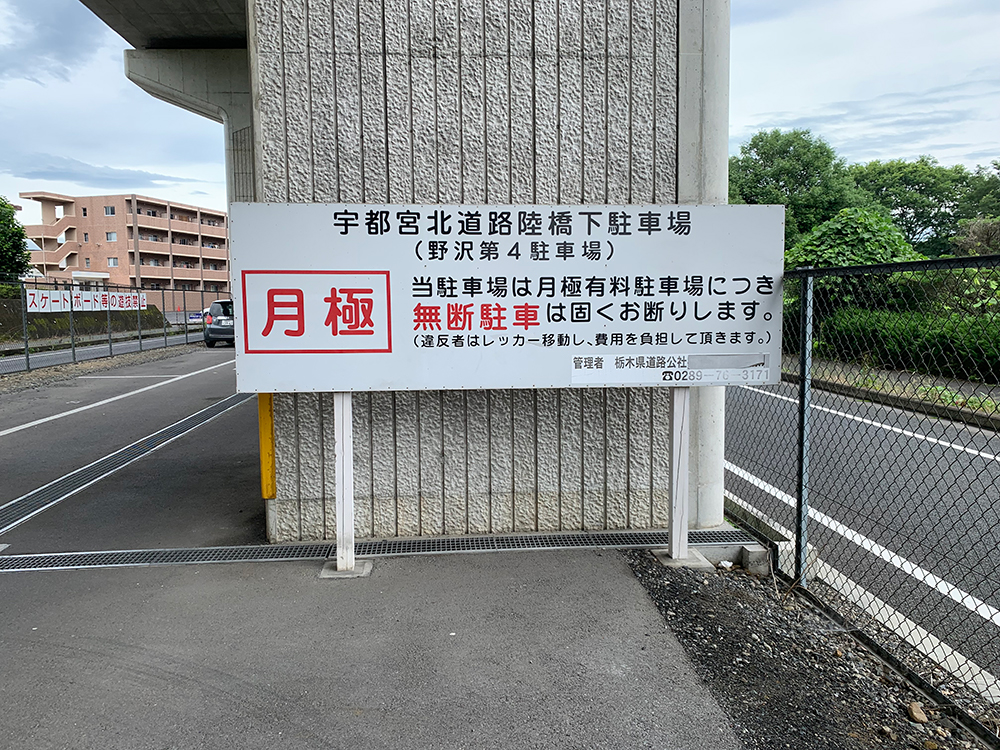 宇都宮北道路陸橋下駐車場
(野沢第4駐車場)
月極
当駐車場は月極有料駐車場につき
無断駐車は固くお断りします。
(違反者はレッカー移動し、費用を負担して頂きます。)
管理者 栃木県道路公社
☎0289-76-3171
スケートボード等の遊技禁止